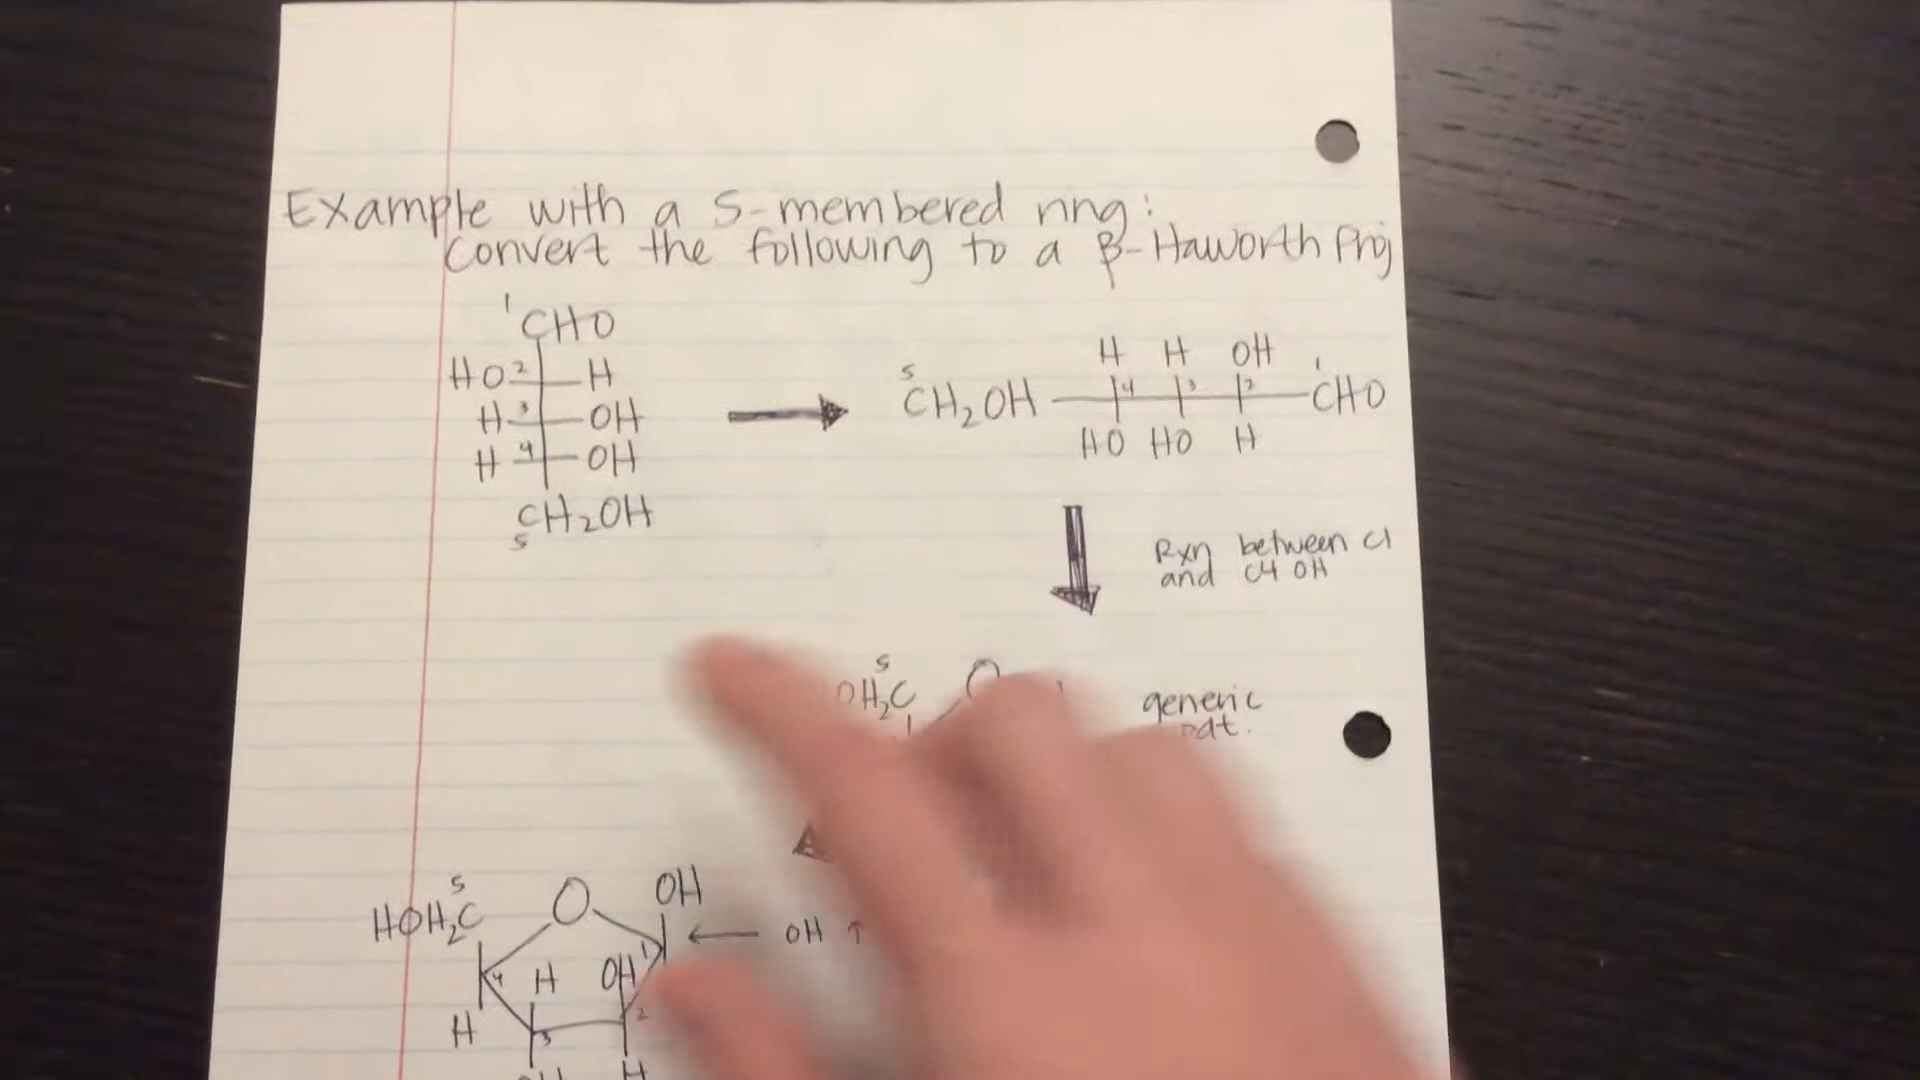 Example with a 5-membered ring:
Convert the following to a β-Haworth Proj
1
CHO
HO 2 H
H 3 OH
H 4 OH
CH₂OH
5
H H OH
5 CH₂OH 4 3 2 1 CHO
HO HO H
Rxn between C1
and C4 OH
5
OH₂C O
generic
5
HOH₂C O OH
OH ↑
4 H OH 1
2
H 3
H